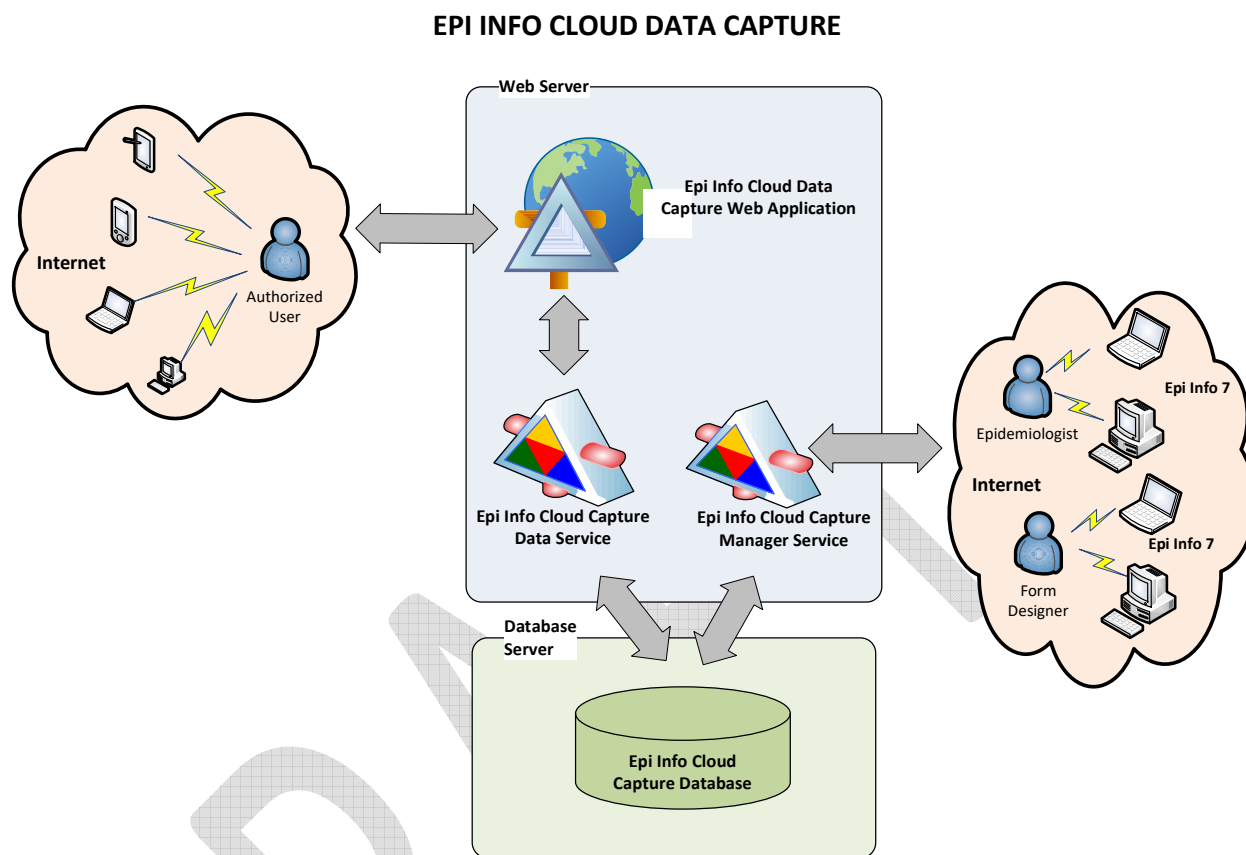 EPI INFO CLOUD DATA CAPTURE
Web Server
Epi Info Cloud Data
Capture Web Application
Internet
Authorized
User
Epi Info Cloud Capture
Data Service
Epi Info Cloud Capture
Manager Service
Epi Info 7
Epidemiologist
Internet
Epi Info 7
Form
Designer
Database
Server
Epi Info Cloud
Capture Database